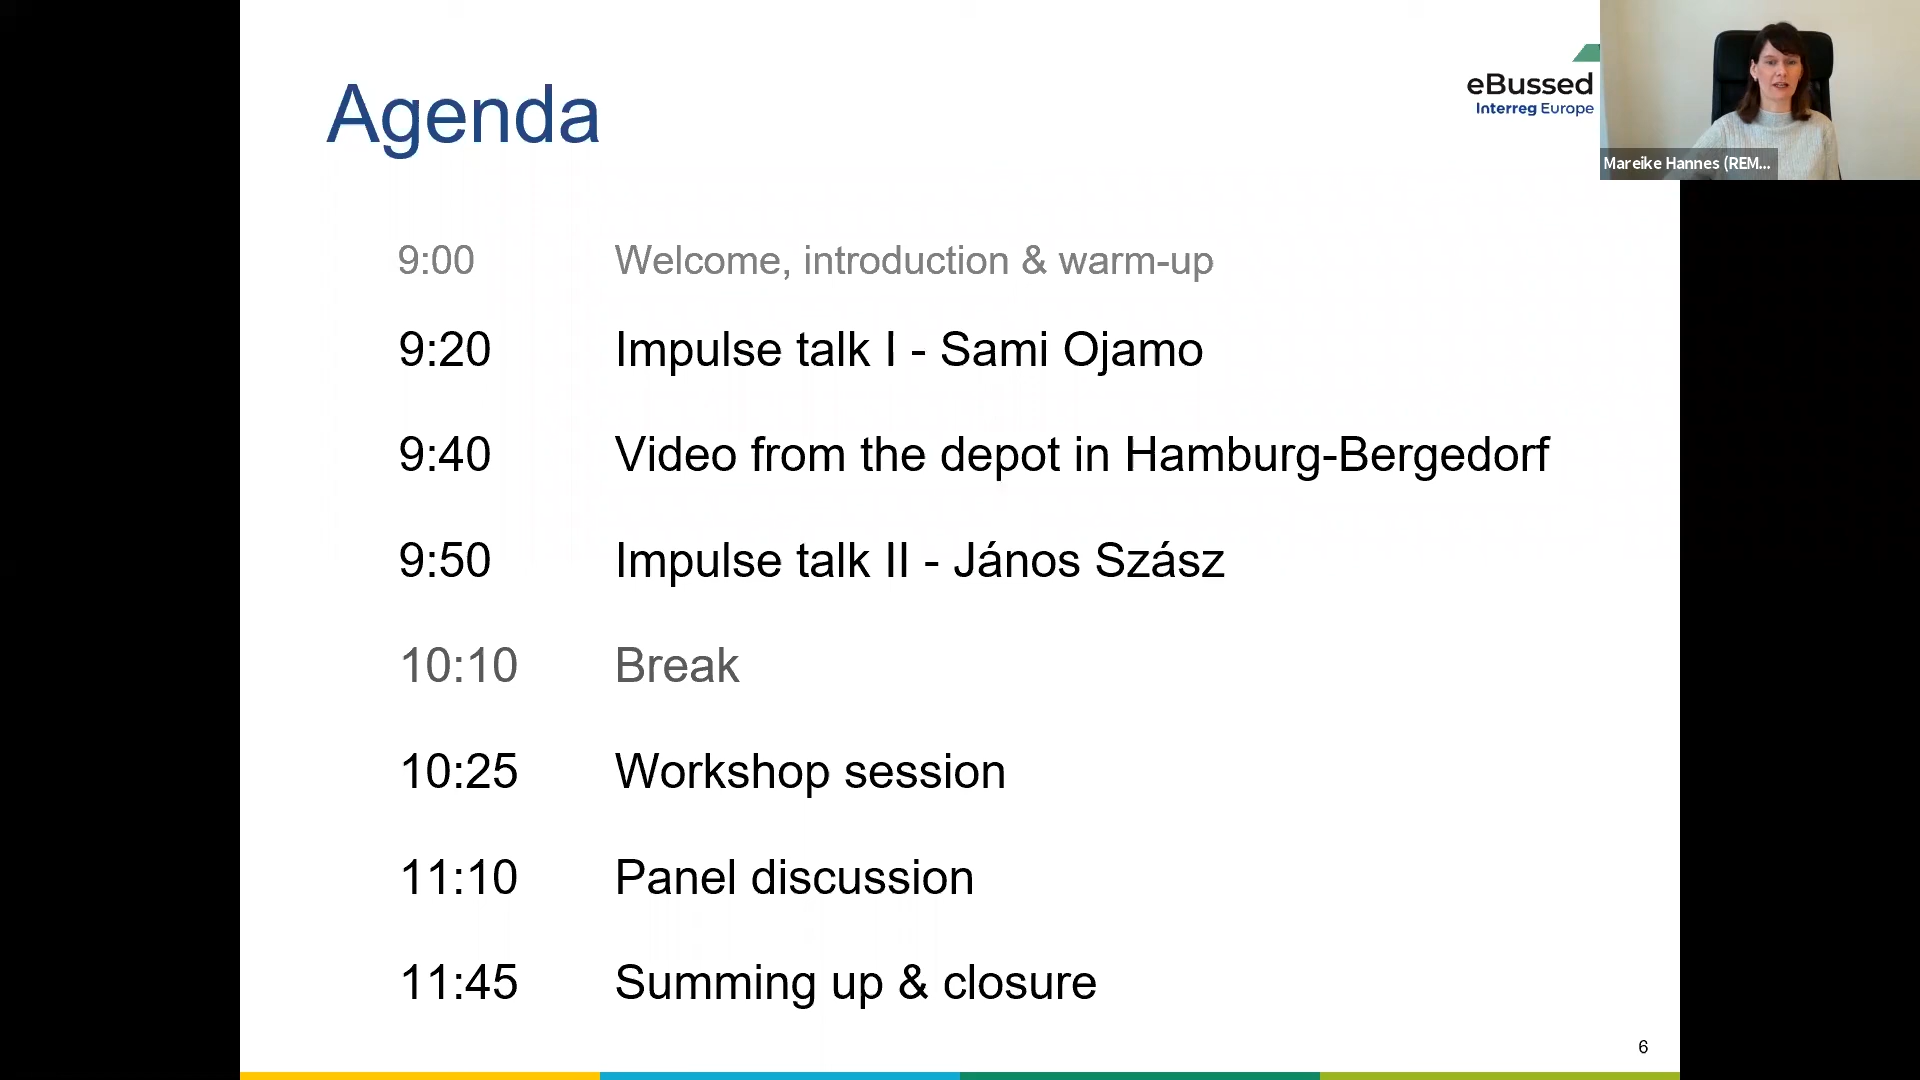 Agenda
eBussed
Interreg Europe
Mareike Hannes (REM...
9:00 Welcome, introduction & warm-up
9:20 Impulse talk I - Sami Ojamo
9:40 Video from the depot in Hamburg-Bergedorf
9:50 Impulse talk II - János Szász
10:10 Break
10:25 Workshop session
11:10 Panel discussion
11:45 Summing up & closure
6